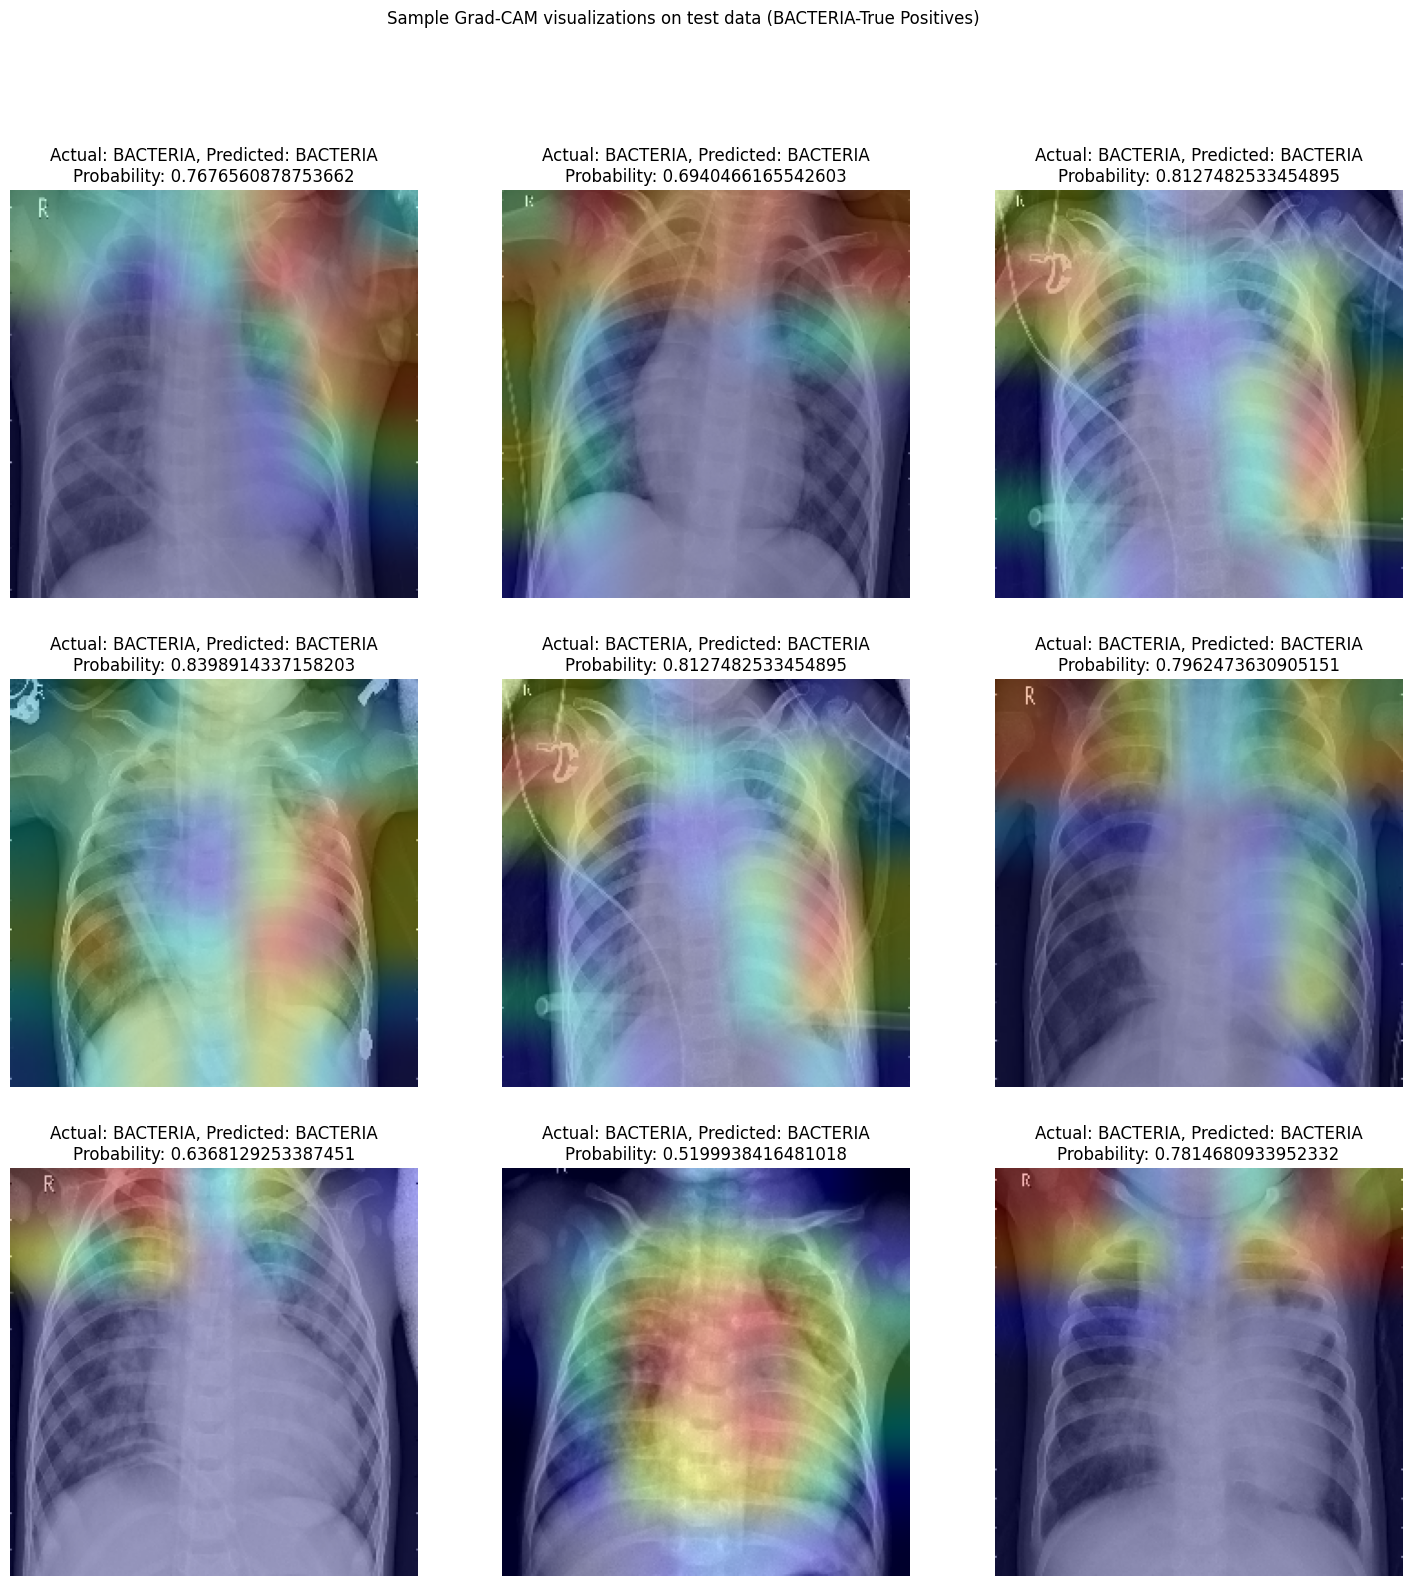 Sample Grad-CAM visualizations on test data (BACTERIA-True Positives)
Actual: BACTERIA, Predicted: BACTERIA
Probability: 0.7676560878753662
R
Actual: BACTERIA, Predicted: BACTERIA
Probability: 0.6940466165542603
Actual: BACTERIA, Predicted: BACTERIA
Probability: 0.8127482533454895
Actual: BACTERIA, Predicted: BACTERIA
Probability: 0.8398914337158203
Actual: BACTERIA, Predicted: BACTERIA
Probability: 0.8127482533454895
Actual: BACTERIA, Predicted: BACTERIA
Probability: 0.7962473630905151
R
Actual: BACTERIA, Predicted: BACTERIA
Probability: 0.6368129253387451
R
Actual: BACTERIA, Predicted: BACTERIA
Probability: 0.5199938416481018
Actual: BACTERIA, Predicted: BACTERIA
Probability: 0.7814680933952332
R